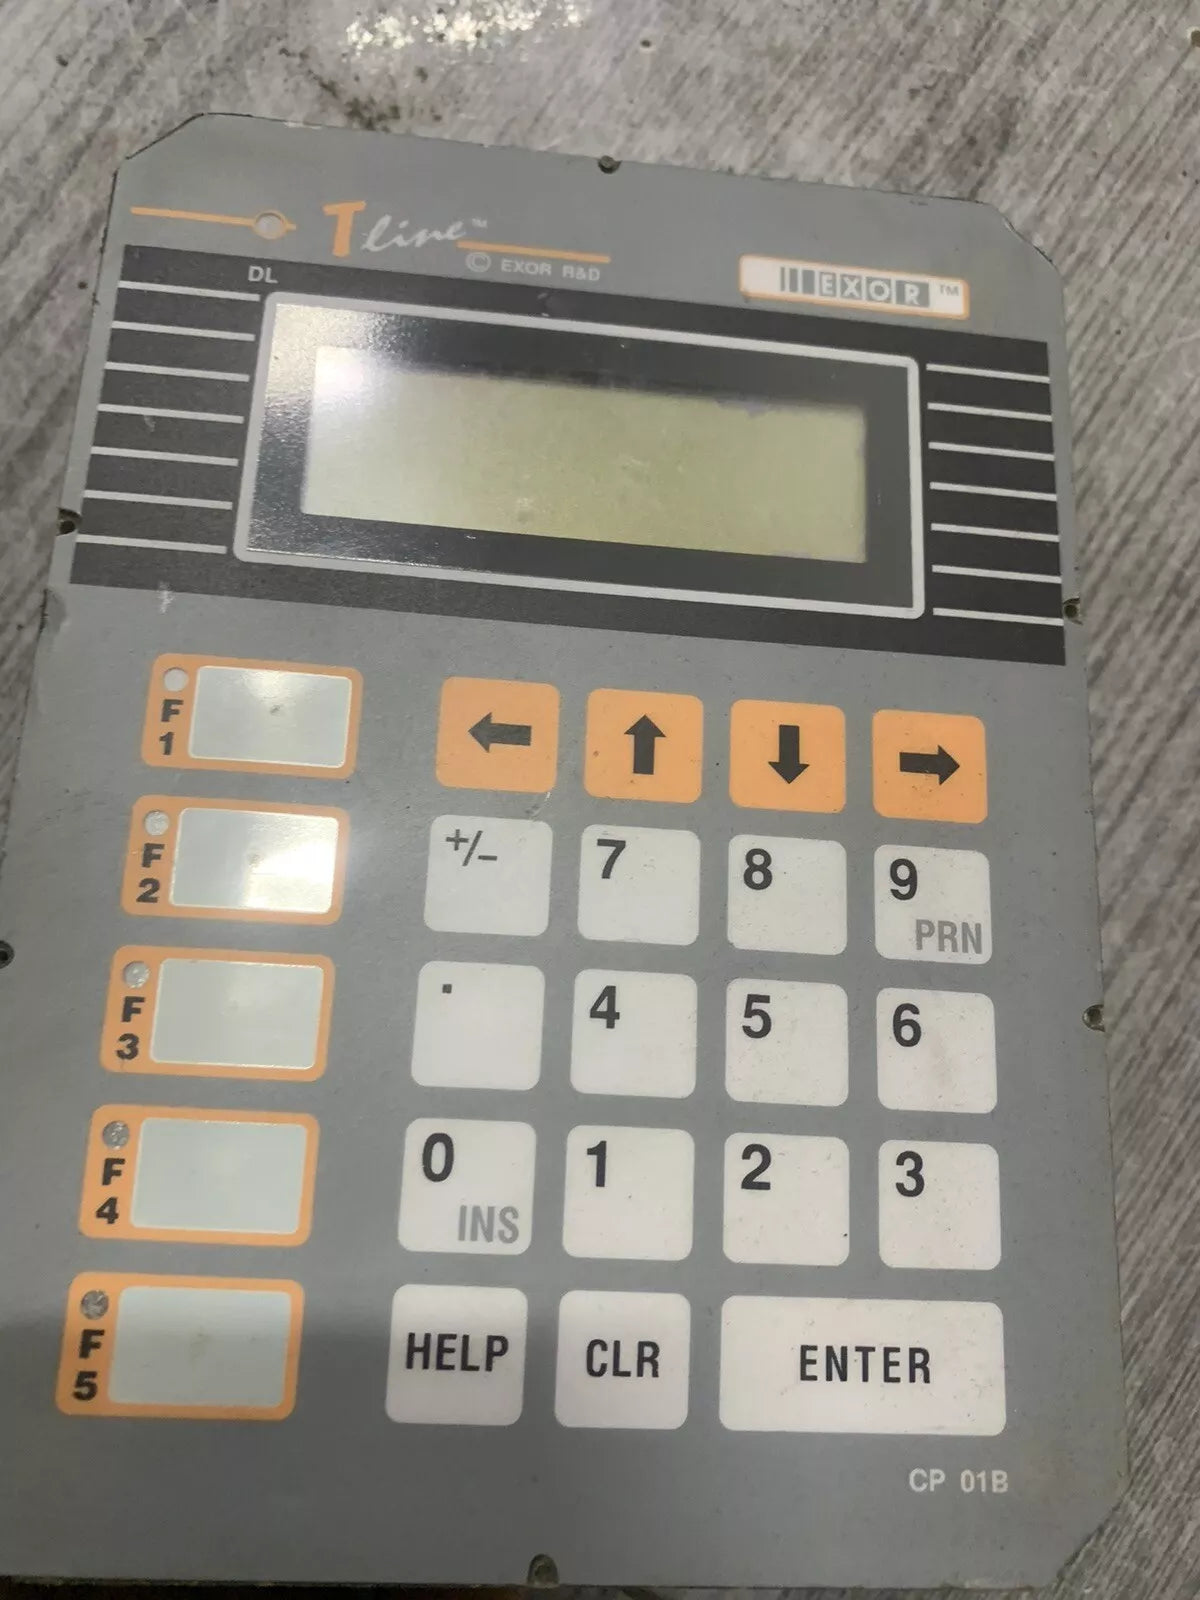 Tline™
© EXOR R&D
EXOR™
DL
F1
F2
F3
F4
F5
+/-
7
8
9
PRN
.
4
5
6
0
INS
1
2
3
HELP
CLR
ENTER
CP 01B